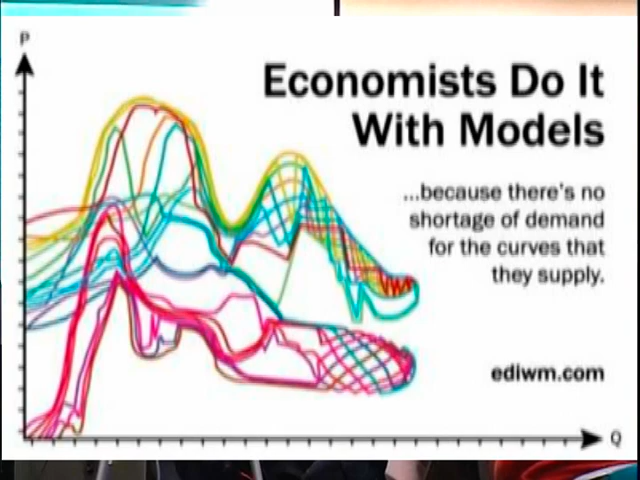 P
Economists Do It
With Models
...because there's no
shortage of demand
for the curves that
they supply.
ediwm.com
Q